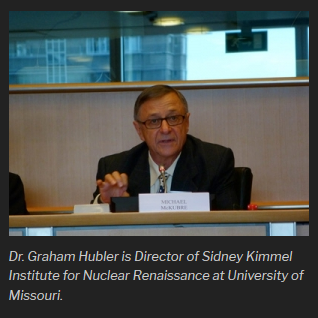 MICHAEL
McKUBRE
Dr. Graham Hubler is Director of Sidney Kimmel
Institute for Nuclear Renaissance at University of
Missouri.